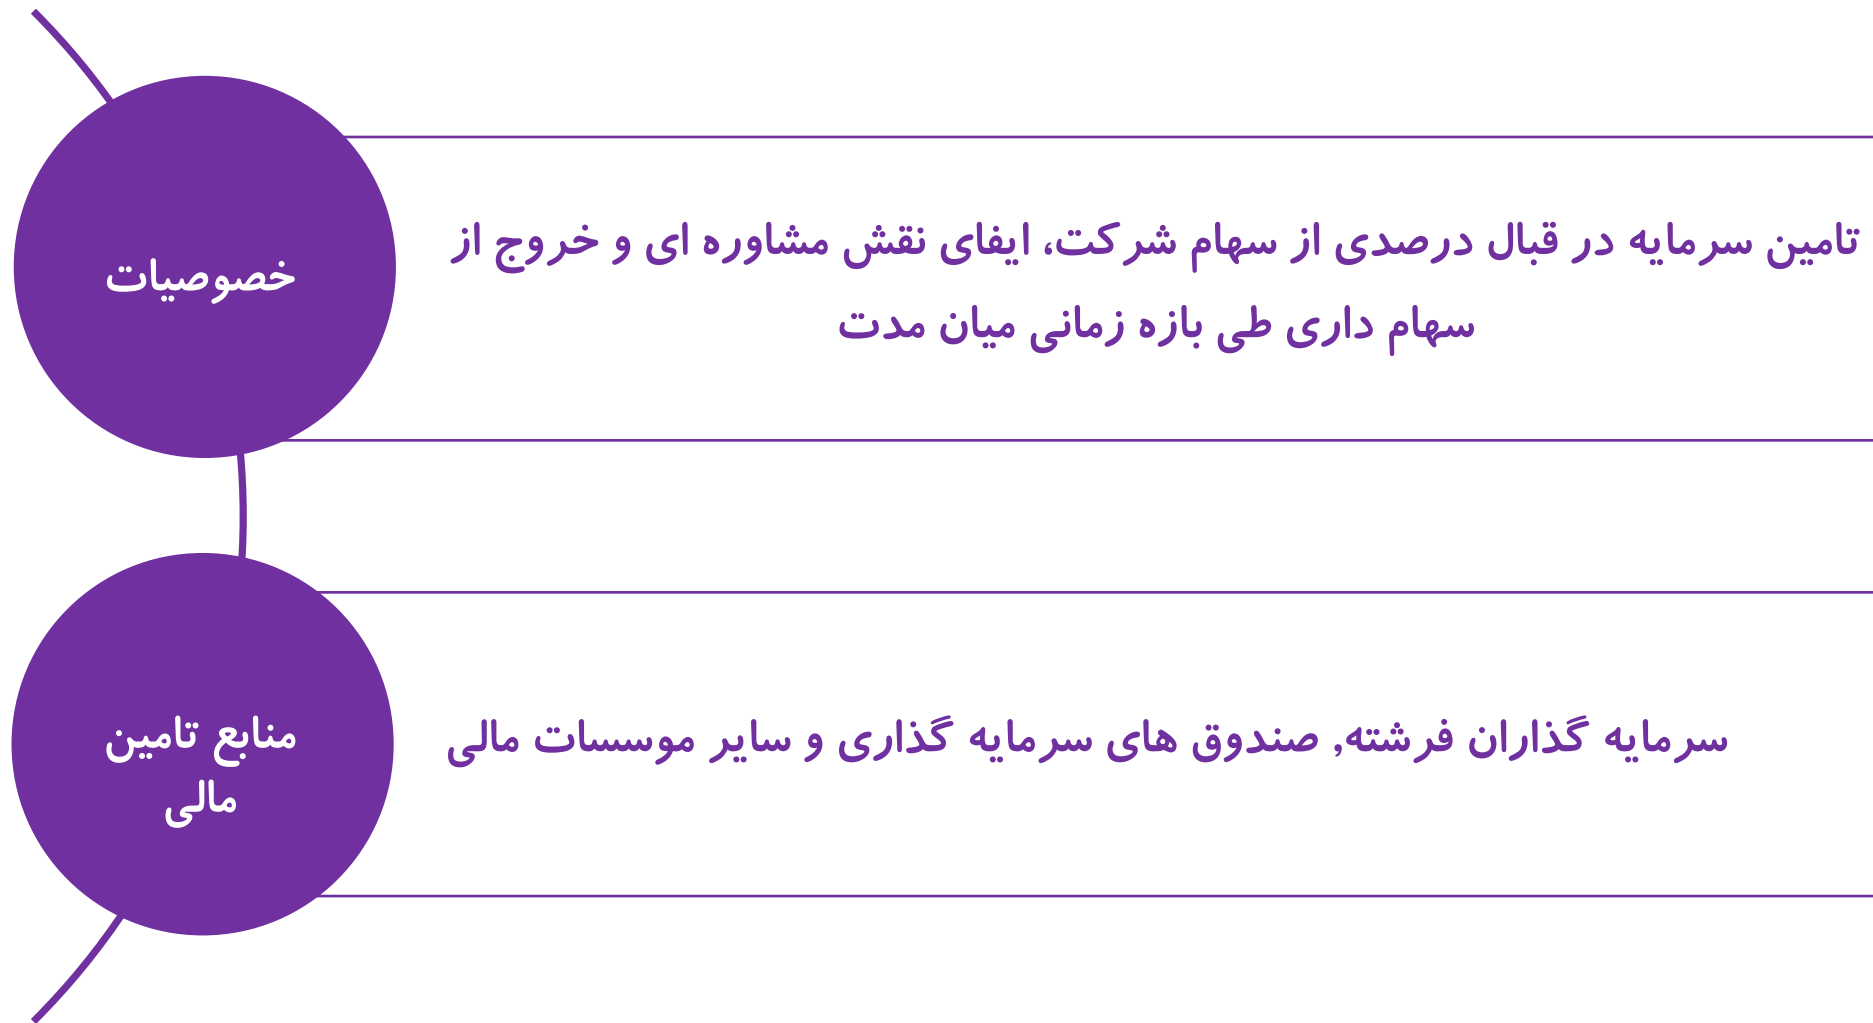 خصوصیات
تامین سرمایه در قبال درصدی از سهام شرکت، ایفای نقش مشاوره ای و خروج از
سهام داری طی بازه زمانی میان مدت
منابع تامین
مالی
سرمایه گذاران فرشته, صندوق های سرمایه گذاری و سایر موسسات مالی